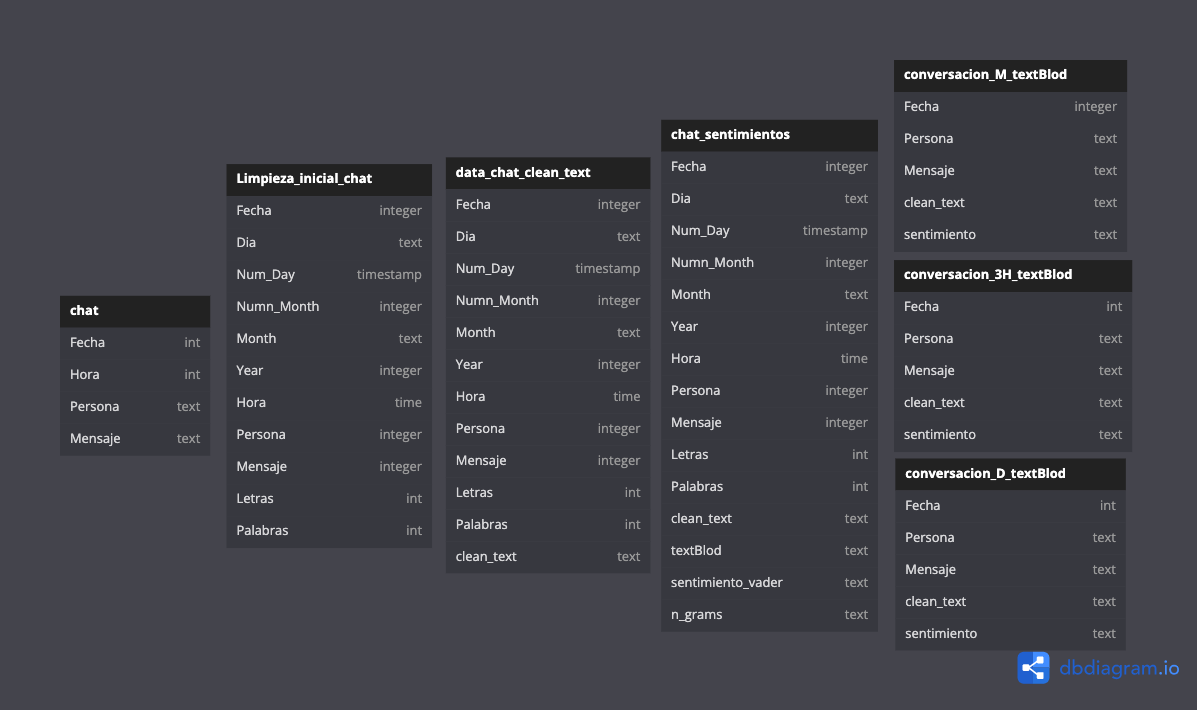 chat
Fecha int
Hora int
Persona text
Mensaje text
Limpieza_inicial_chat
Fecha integer
Dia text
Num_Day timestamp
Numn_Month integer
Month text
Year integer
Hora time
Persona integer
Mensaje integer
Letras int
Palabras int
data_chat_clean_text
Fecha integer
Dia text
Num_Day timestamp
Numn_Month integer
Month text
Year integer
Hora time
Persona integer
Mensaje integer
Letras int
Palabras int
clean_text text
chat_sentimientos
Fecha integer
Dia text
Num_Day timestamp
Numn_Month integer
Month text
Year integer
Hora time
Persona integer
Mensaje integer
Letras int
Palabras int
clean_text text
textBlod text
sentimiento_vader text
n_grams text
conversacion_M_textBlod
Fecha integer
Persona text
Mensaje text
clean_text text
sentimiento text
conversacion_3H_textBlod
Fecha int
Persona text
Mensaje text
clean_text text
sentimiento text
conversacion_D_textBlod
Fecha int
Persona text
Mensaje text
clean_text text
sentimiento text
dbdiagram.io